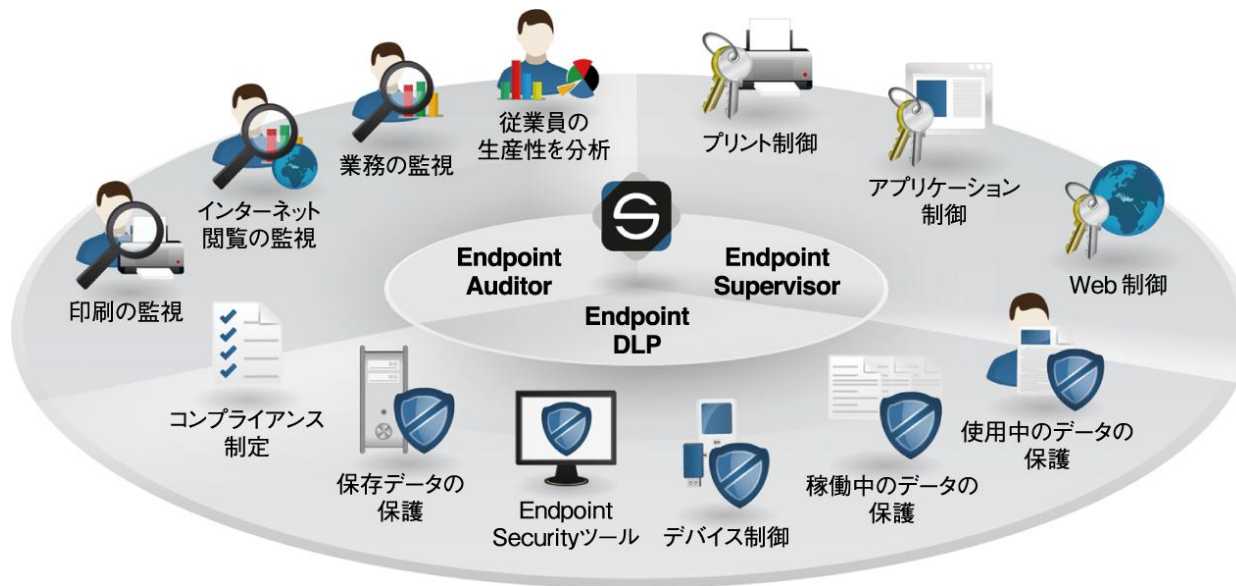 従業員の
生産性を分析
業務の監視
インターネット
閲覧の監視
印刷の監視
プリント制御
アプリケーション
制御
Web 制御
Endpoint
Auditor
Endpoint
Supervisor
Endpoint
DLP
コンプライアンス
制定
保存データの
保護
Endpoint
Securityツール
デバイス制御
稼働中のデータの
保護
使用中のデータの
保護